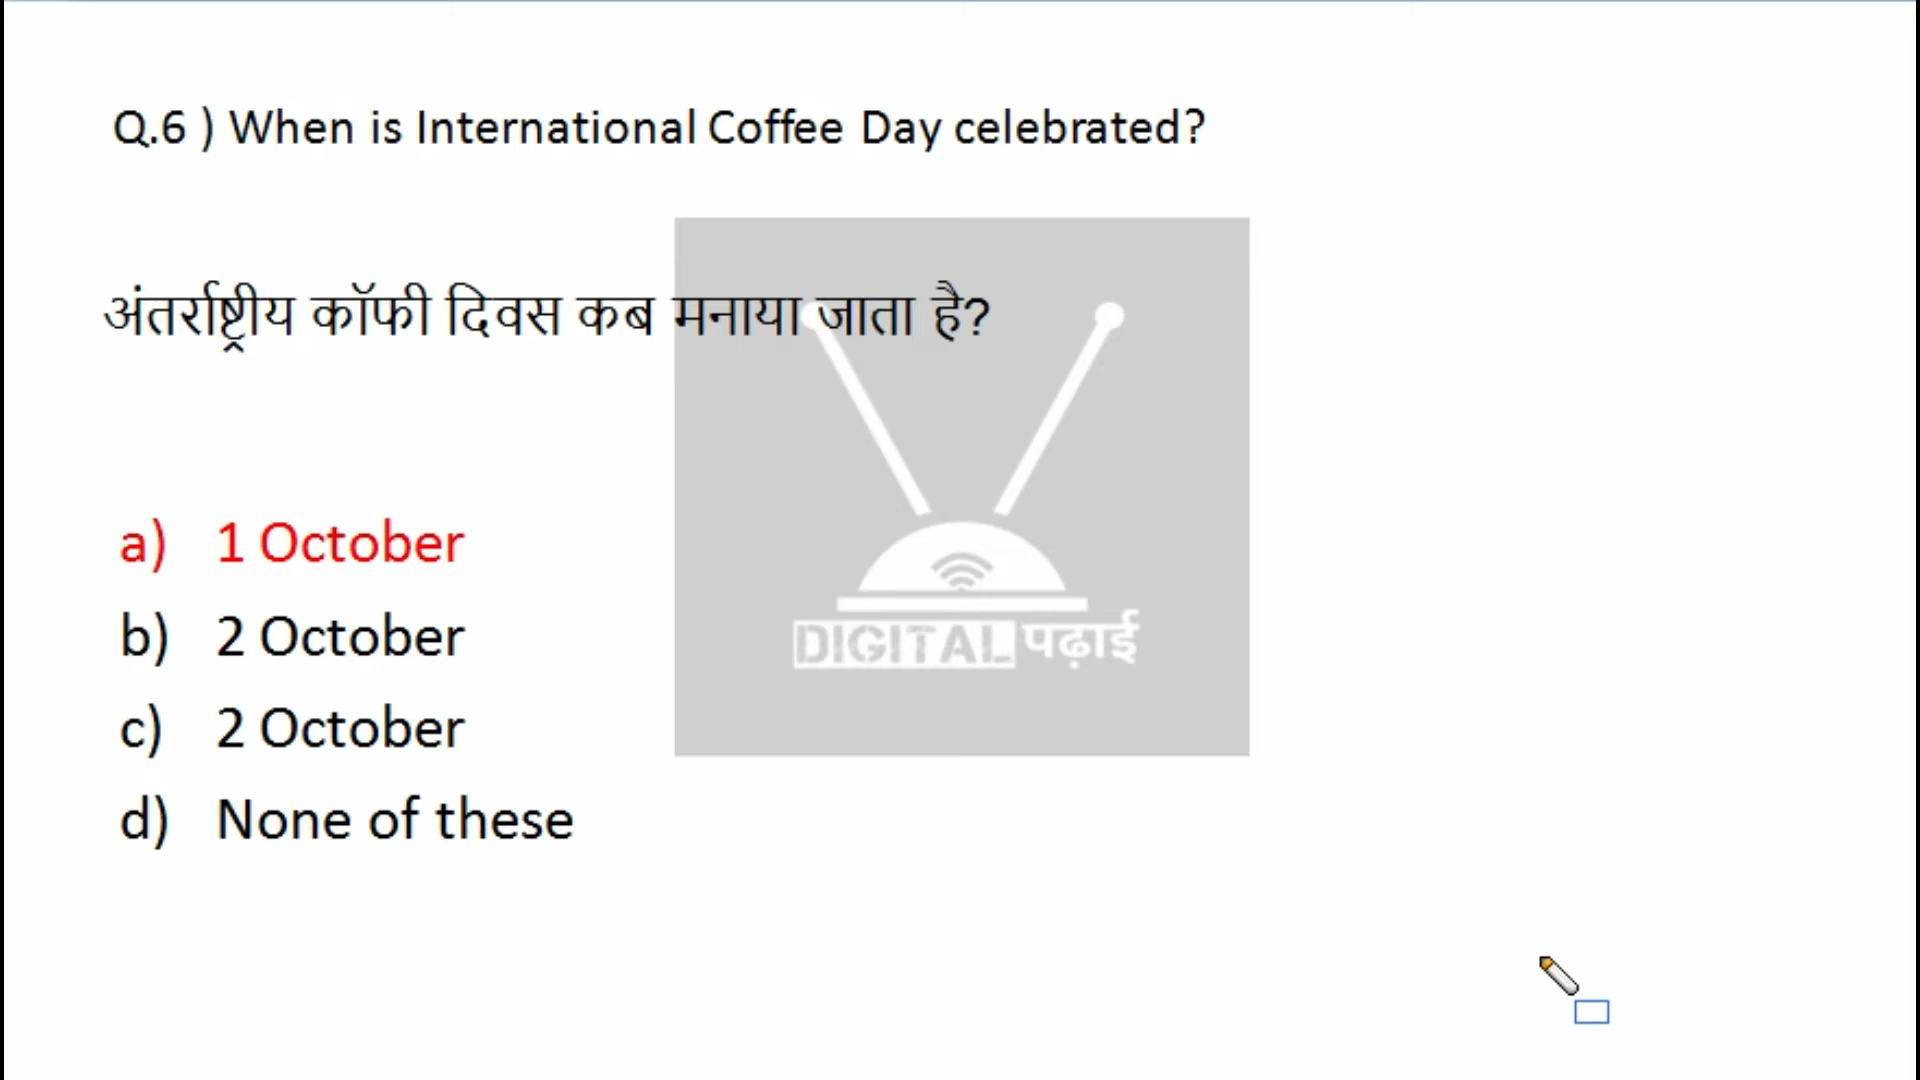 Q.6 ) When is International Coffee Day celebrated?
अंतर्राष्ट्रीय कॉफी दिवस कब मनाया जाता है?
a) 1 October
b) 2 October
c) 2 October
d) None of these
DIGITAL पढ़ाई